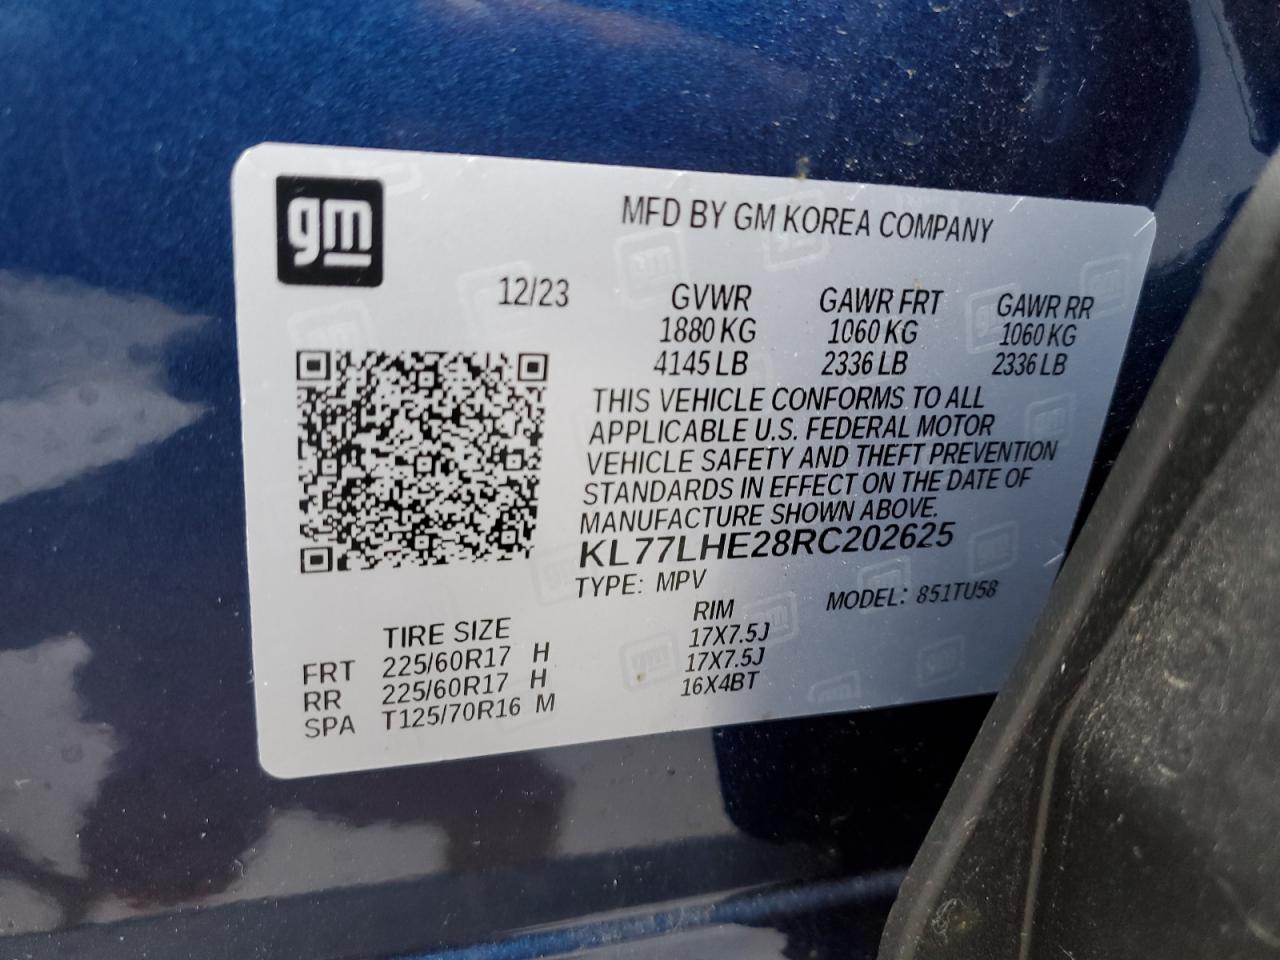 gm
MFD BY GM KOREA COMPANY
12/23 GVWR GAWR FRT GAWR RR
1880 KG 1060 KG 1060 KG
4145 LB 2336 LB 2336 LB
THIS VEHICLE CONFORMS TO ALL
APPLICABLE U.S. FEDERAL MOTOR
VEHICLE SAFETY AND THEFT PREVENTION
STANDARDS IN EFFECT ON THE DATE OF
MANUFACTURE SHOWN ABOVE.
KL77LHE28RC202625
TYPE: MPV MODEL: 851TU58
TIRE SIZE RIM
FRT 225/60R17 H 17X7.5J
RR 225/60R17 H 17X7.5J
SPA T125/70R16 M 16X4BT